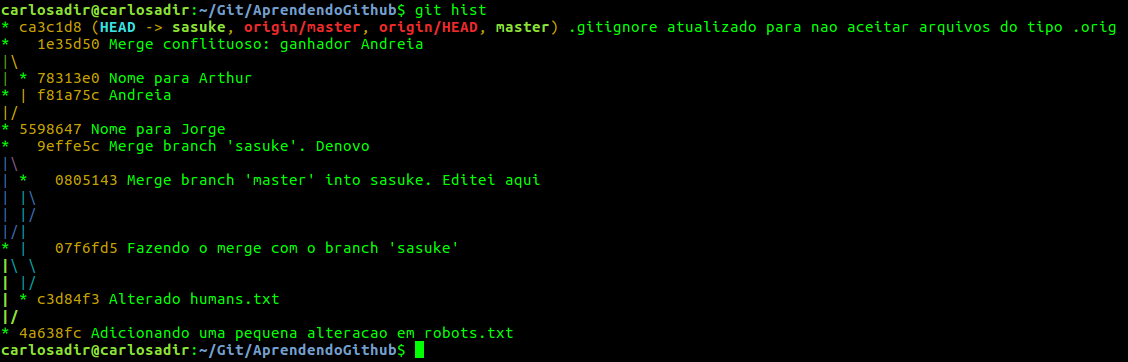 carlosadir@carlosadir:~/Git/AprendendoGithub$ git hist
* ca3c1d8 (HEAD -> sasuke, origin/master, origin/HEAD, master) .gitignore atualizado para nao aceitar arquivos do tipo .orig
*   1e35d50 Merge conflituoso: ganhador Andreia
|\
| * 78313e0 Nome para Arthur
* | f81a75c Andreia
|/
* 5598647 Nome para Jorge
*   9effe5c Merge branch 'sasuke'. Denovo
|\
| *   0805143 Merge branch 'master' into sasuke. Editei aqui
| |\
| |/
|/|
* |   07f6fd5 Fazendo o merge com o branch 'sasuke'
|\ \
| |/
| * c3d84f3 Alterado humans.txt
|/
* 4a638fc Adicionando uma pequena alteracao em robots.txt
carlosadir@carlosadir:~/Git/AprendendoGithub$